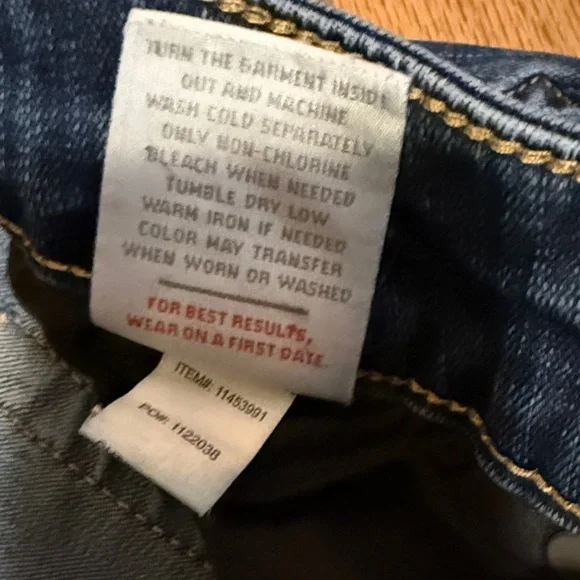 TURN THE GARMENT INSIDE
OUT AND MACHINE
WASH COLD SEPARATELY
ONLY NON-CHLORINE
BLEACH WHEN NEEDED
TUMBLE DRY LOW
WARM IRON IF NEEDED
COLOR MAY TRANSFER
WHEN WORN OR WASHED
FOR BEST RESULTS,
WEAR ON A FIRST DATE.
ITEM#: 11453991
PO#: 1122038